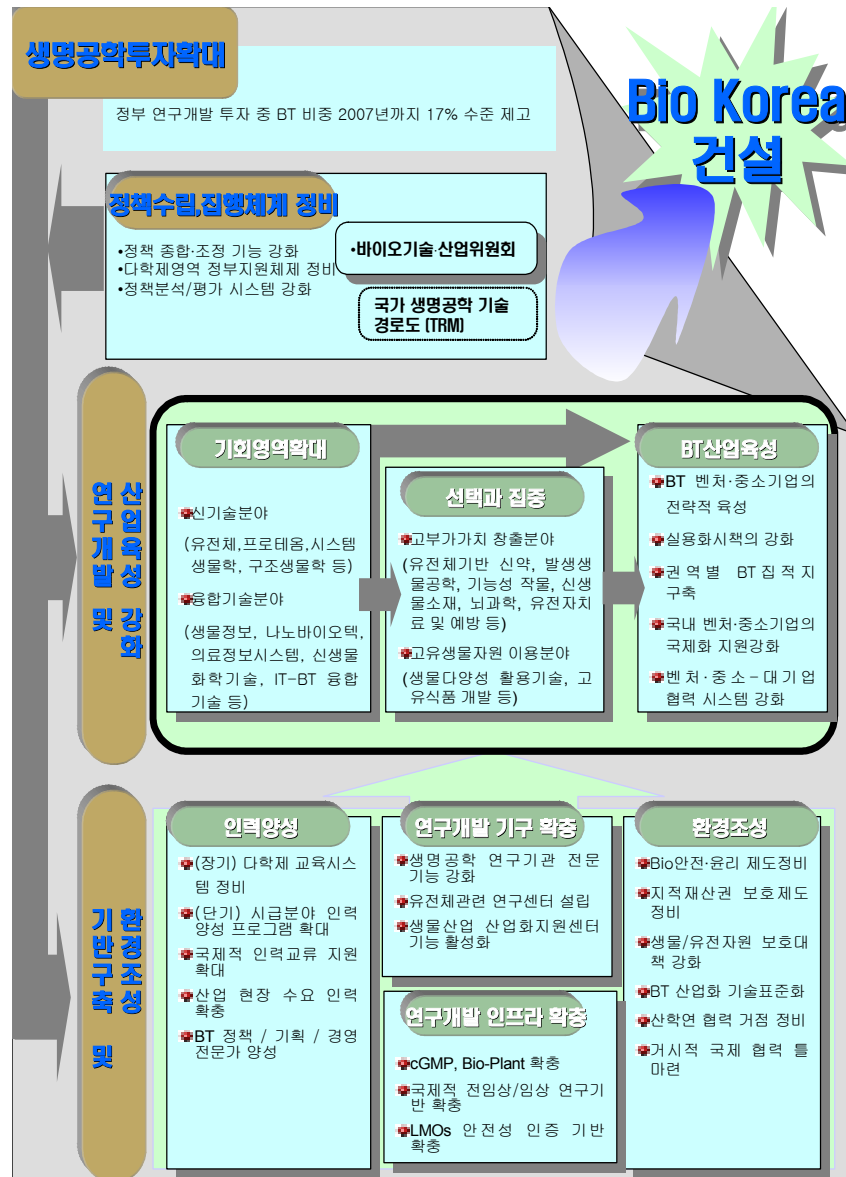 생명공학투자확대
Bio Korea
건설
정부 연구개발 투자 중 BT 비중 2007년까지 17% 수준 제고
정책수립,집행체계 정비
•정책 종합·조정 기능 강화
•다학제영역 정부지원체제 정비
•정책분석/평가 시스템 강화
•바이오기술·산업위원회
국가 생명공학 기술
경로도 (TRM)
연구개발 및
산업육성 강화
기회영역확대
신기술분야
(유전체,프로테옴,시스템
생물학, 구조생물학 등)
융합기술분야
(생물정보, 나노바이오텍,
의료정보시스템, 신생물
화학기술, IT-BT 융합
기술 등)
선택과 집중
고부가가치 창출분야
(유전체기반 신약, 발생생
물공학, 기능성 작물, 신생
물소재, 뇌과학, 유전자치
료 및 예방 등)
고유생물자원 이용분야
(생물다양성 활용기술, 고
유식품 개발 등)
BT산업육성
BT 벤처·중소기업의
전략적 육성
실용화시책의 강화
권역별 BT집적지
구축
국내 벤처·중소기업의
국제화 지원강화
벤처·중소-대기업
협력 시스템 강화
기반구축 및
환경조성
인력양성
(장기) 다학제 교육시스
템 정비
(단기) 시급분야 인력
양성 프로그램 확대
국제적 인력교류 지원
확대
산업 현장 수요 인력
확충
BT 정책 / 기획 / 경영
전문가 양성
연구개발 기구 확충
생명공학 연구기관 전문
기능 강화
유전체관련 연구센터 설립
생물산업 산업화지원센터
기능 활성화
연구개발 인프라 확충
cGMP, Bio-Plant 확충
국제적 전임상/임상 연구기
반 확충
LMOs 안전성 인증 기반
확충
환경조성
Bio안전·윤리 제도정비
지적재산권 보호제도
정비
생물/유전자원 보호대
책 강화
BT 산업화 기술표준화
산학연 협력 거점 정비
거시적 국제 협력 틀
마련